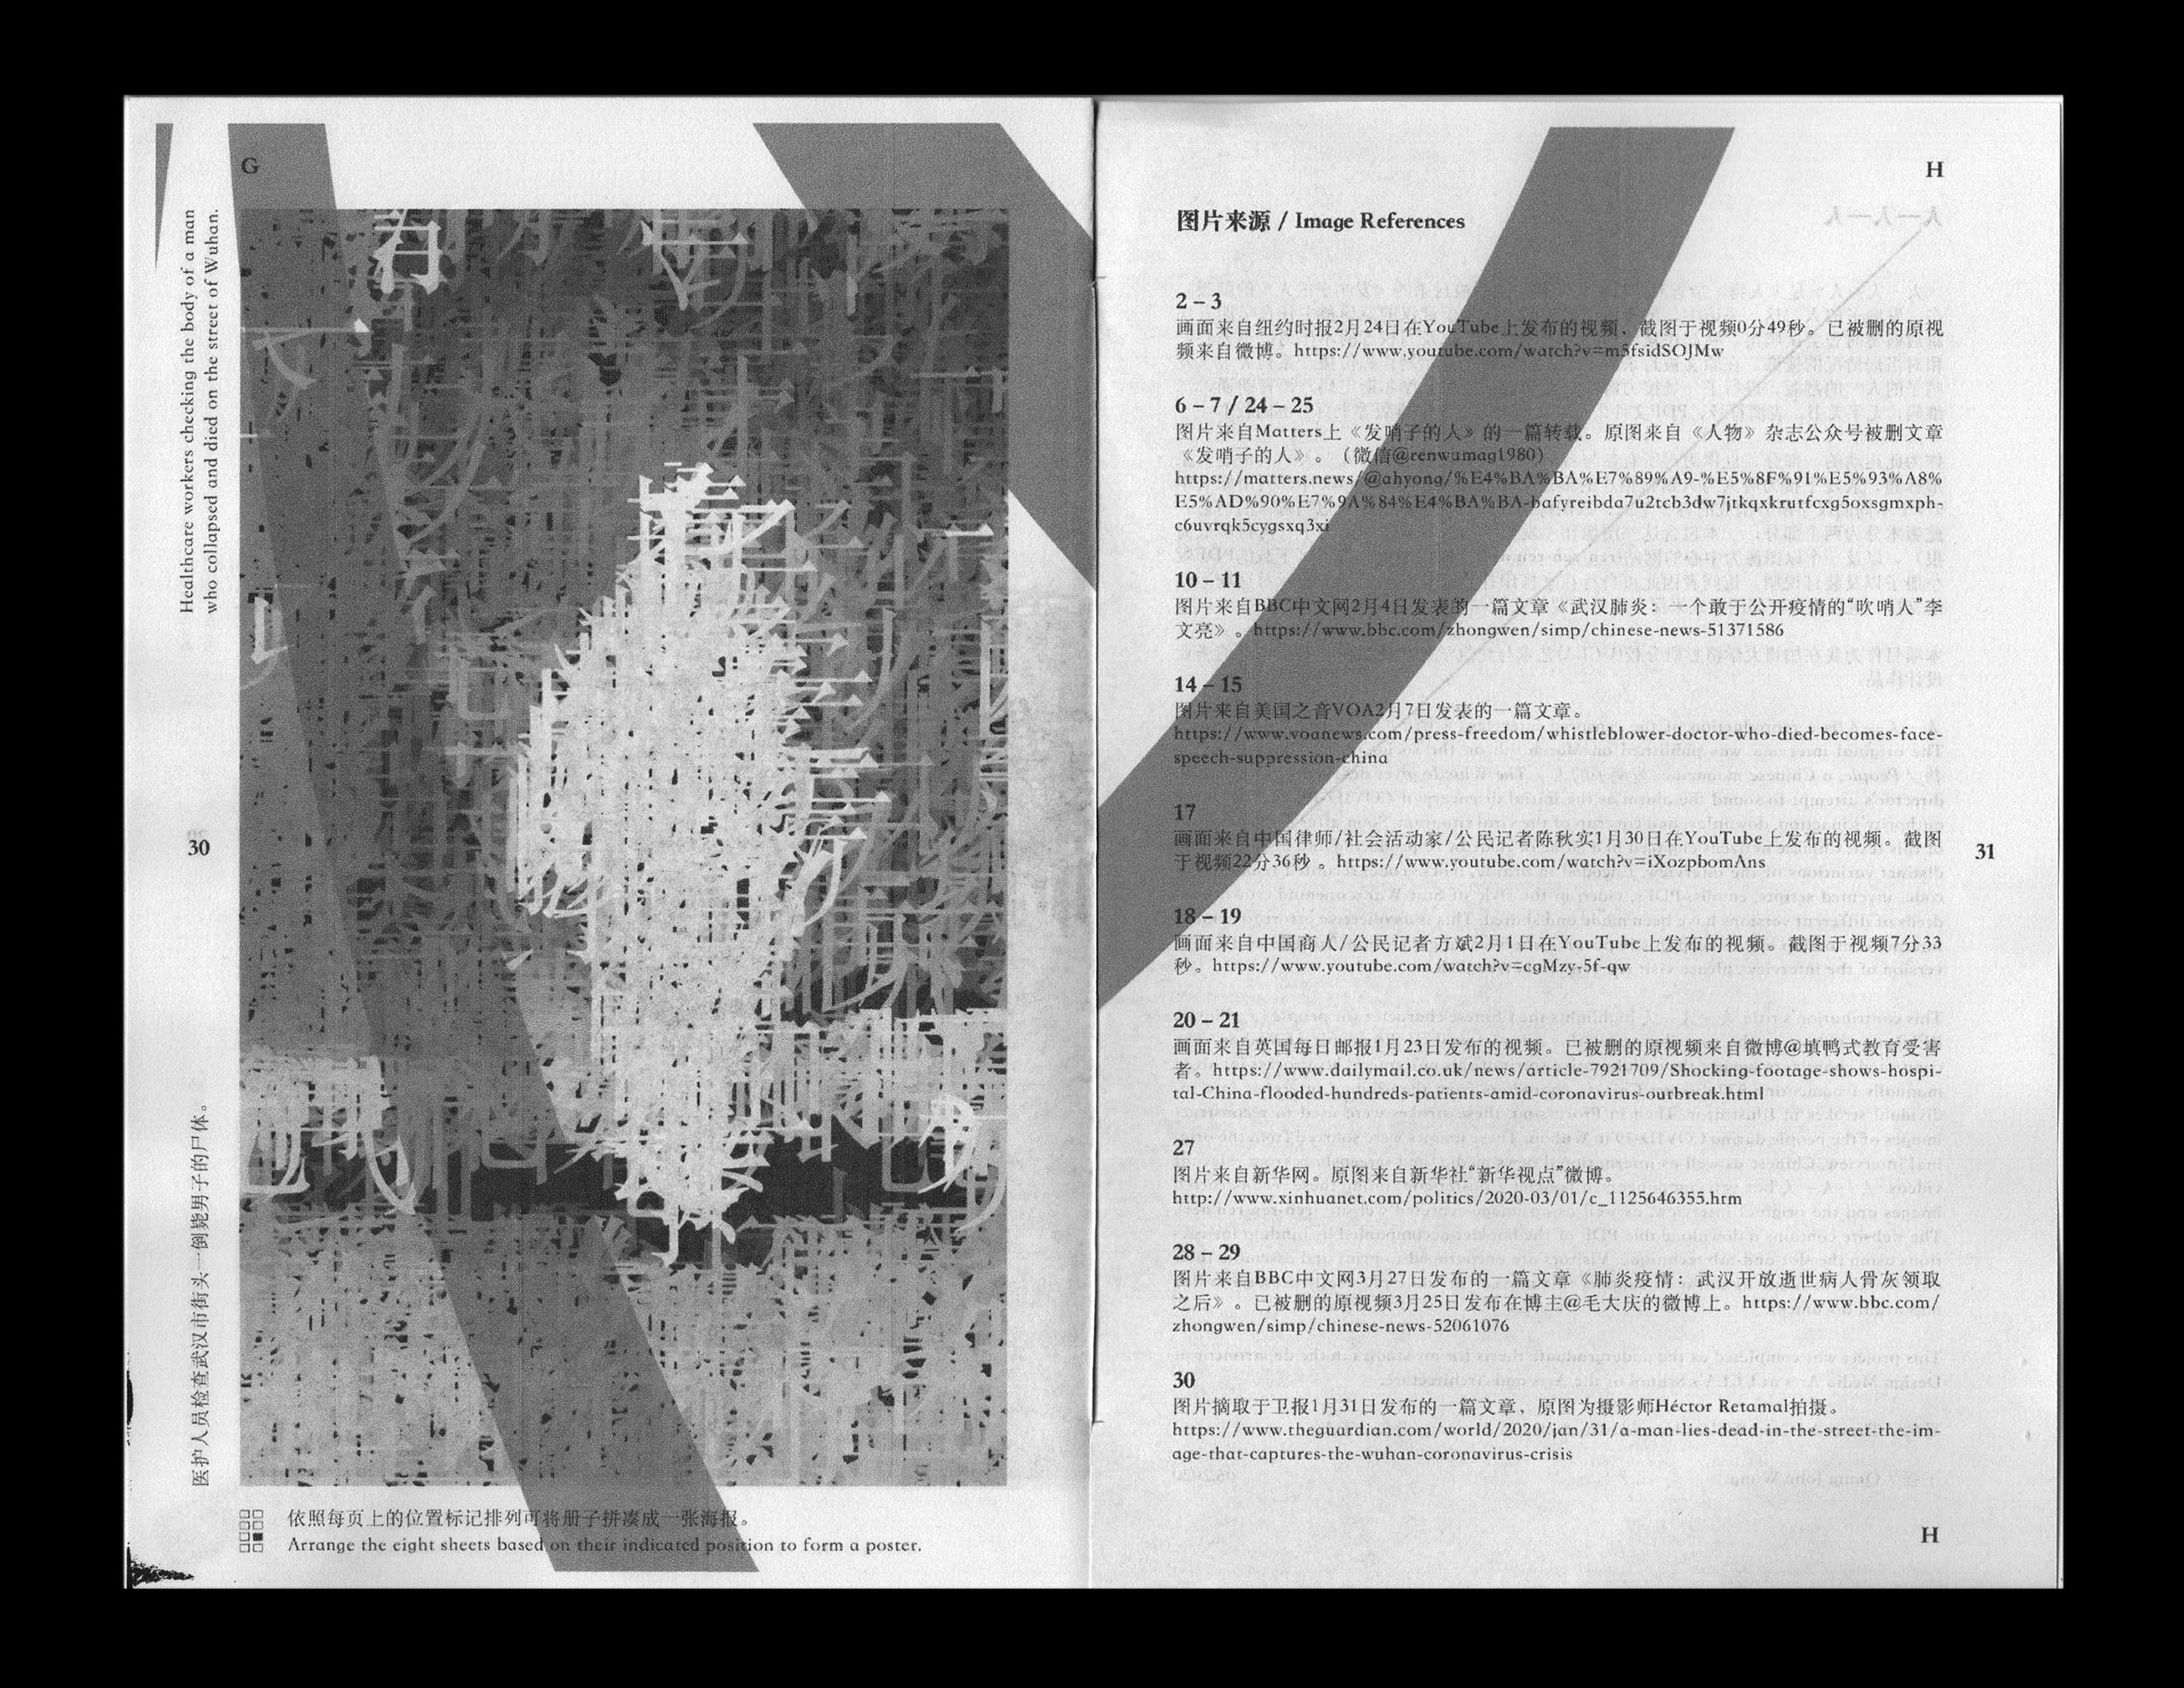 G
Healthcare workers checking the body of a man
who collapsed and died on the street of Wuhan.
30
医护人员检查武汉市街头一倒毙男子的尸体。
依照每页上的位置标记排列可将册子拼凑成一张海报。
Arrange the eight sheets based on their indicated position to form a poster.
H
图片来源 / Image References
2 – 3
画面来自纽约时报2月24日在YouTube上发布的视频，截图于视频0分49秒。已被删的原视
频来自微博。https://www.youtube.com/watch?v=m5fsidSOJMw
6 – 7 / 24 – 25
图片来自Matters上《发哨子的人》的一篇转载。原图来自《人物》杂志公众号被删文章
《发哨子的人》。（微信@renwumag1980）
https://matters.news/@ahyong/%E4%BA%BA%E7%89%A9-%E5%8F%91%E5%93%A8%
E5%AD%90%E7%9A%84%E4%BA%BA-bafyreibda7u2tcb3dw7jtkqxkrutfcxg5oxsgmxph-
c6uvrqk5cygsxq3xi
10 – 11
图片来自BBC中文网2月4日发表的一篇文章《武汉肺炎：一个敢于公开疫情的“吹哨人”李
文亮》。https://www.bbc.com/zhongwen/simp/chinese-news-51371586
14 – 15
图片来自美国之音VOA2月7日发表的一篇文章。
https://www.voanews.com/press-freedom/whistleblower-doctor-who-died-becomes-face-
speech-suppression-china
17
画面来自中国律师/社会活动家/公民记者陈秋实1月30日在YouTube上发布的视频。截图
于视频22分36秒。https://www.youtube.com/watch?v=iXozpbomAns
31
18 – 19
画面来自中国商人/公民记者方斌2月1日在YouTube上发布的视频。截图于视频7分33
秒。https://www.youtube.com/watch?v=cgMzy-5f-qw
20 – 21
画面来自英国每日邮报1月23日发布的视频。已被删的原视频来自微博@填鸭式教育受害
者。https://www.dailymail.co.uk/news/article-7921709/Shocking-footage-shows-hospi-
tal-China-flooded-hundreds-patients-amid-coronavirus-outbreak.html
27
图片来自新华网。原图来自新华社“新华视点”微博。
http://www.xinhuanet.com/politics/2020-03/01/c_1125646355.htm
28 – 29
图片来自BBC中文网3月27日发布的一篇文章《肺炎疫情：武汉开放逝世病人骨灰领取
之后》。已被删的原视频3月25日发布在博主@毛大庆的微博上。https://www.bbc.com/
zhongwen/simp/chinese-news-52061076
30
图片摘取于卫报1月31日发布的一篇文章，原图为摄影师Héctor Retamal拍摄。
https://www.theguardian.com/world/2020/jan/31/a-man-lies-dead-in-the-street-the-im-
age-that-captures-the-wuhan-coronavirus-crisis
H